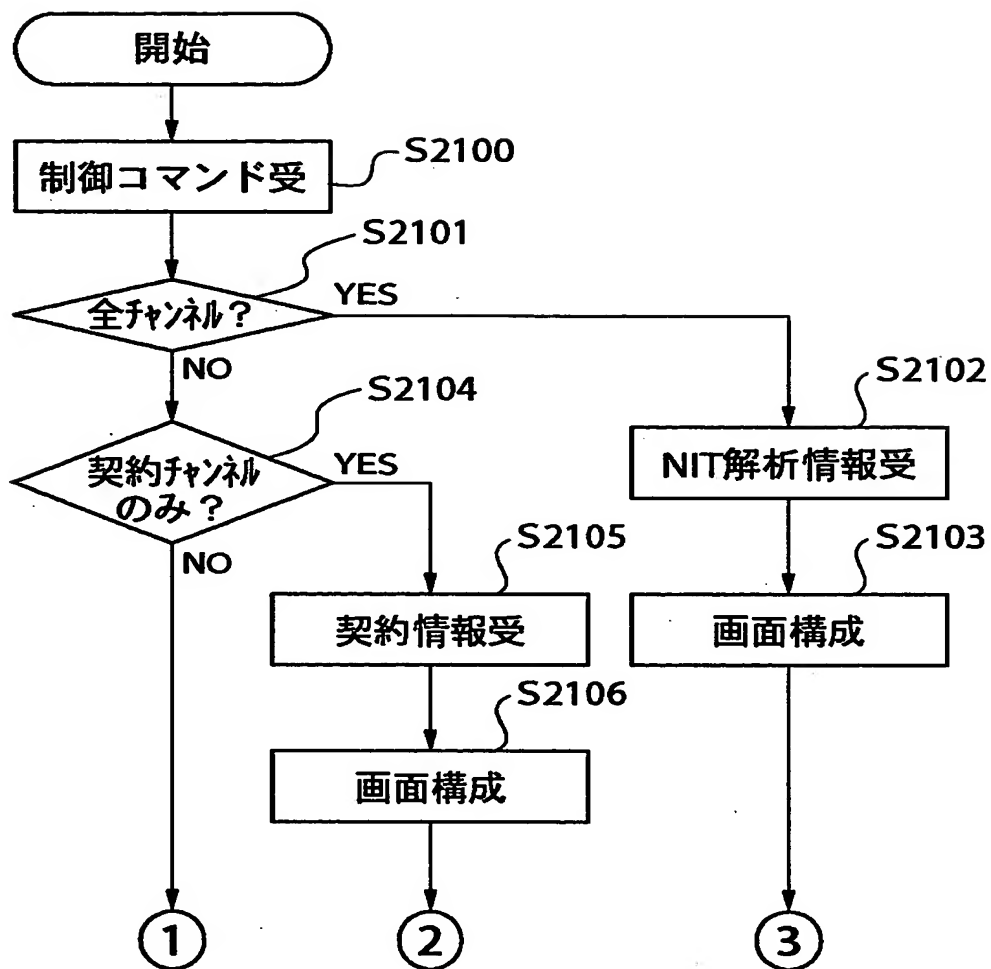 開始
制御コマンド受
S2100
S2101
全チャンネル？
YES
NO
S2102
NIT解析情報受
S2103
画面構成
S2104
契約チャンネル
のみ？
YES
NO
S2105
契約情報受
S2106
画面構成
1
2
3